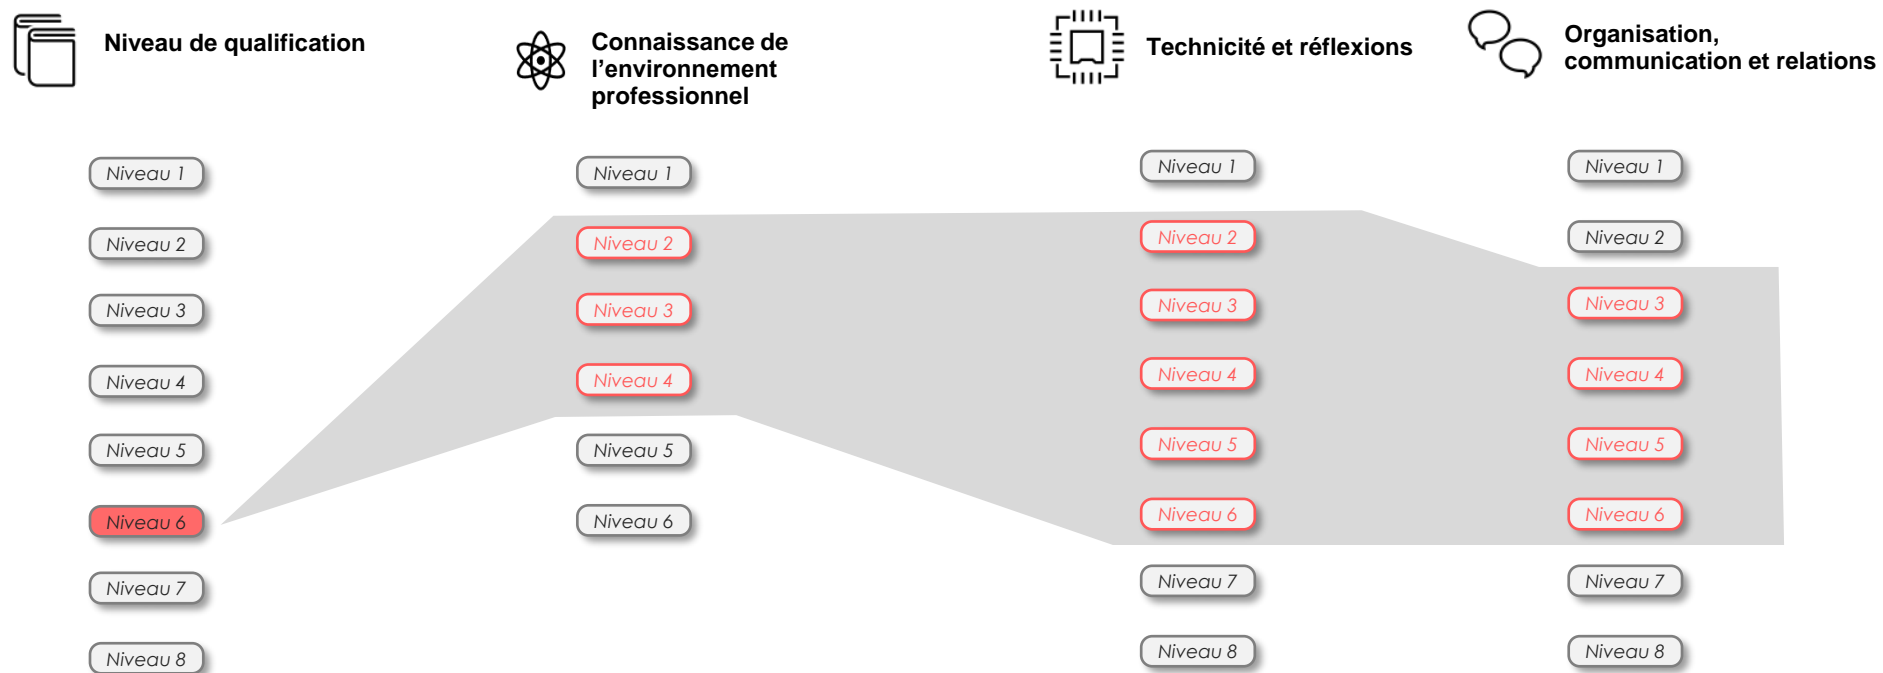 Niveau de qualification
Connaissance de
l'environnement
professionnel
Technicité et réflexions
Organisation,
communication et relations
Niveau 1
Niveau 2
Niveau 3
Niveau 4
Niveau 5
Niveau 6
Niveau 7
Niveau 8
Niveau 1
Niveau 2
Niveau 3
Niveau 4
Niveau 5
Niveau 6
Niveau 1
Niveau 2
Niveau 3
Niveau 4
Niveau 5
Niveau 6
Niveau 7
Niveau 8
Niveau 1
Niveau 2
Niveau 3
Niveau 4
Niveau 5
Niveau 6
Niveau 7
Niveau 8